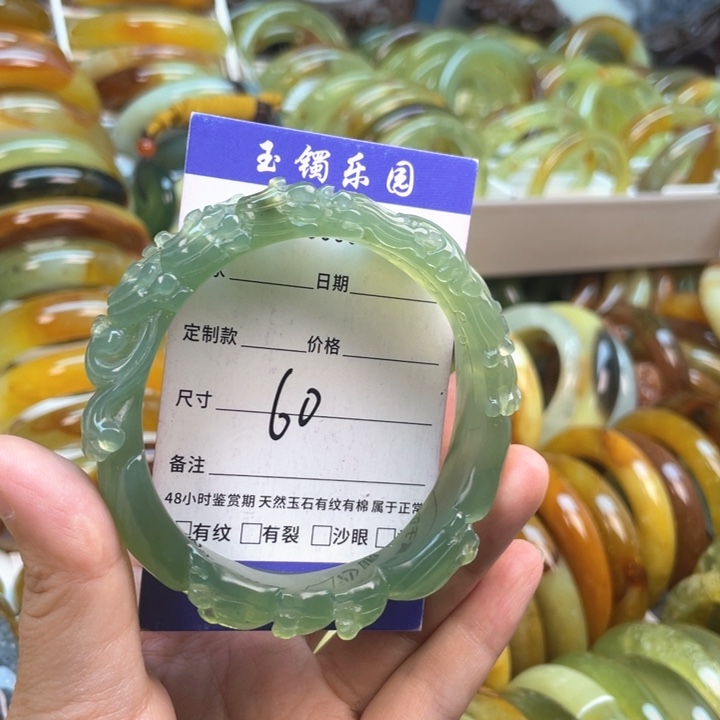 玉镯乐园
日期
定制款 价格
尺寸 60
备注
48小时鉴赏期 天然玉石有纹有棉 属于正常
有纹 有裂 沙眼